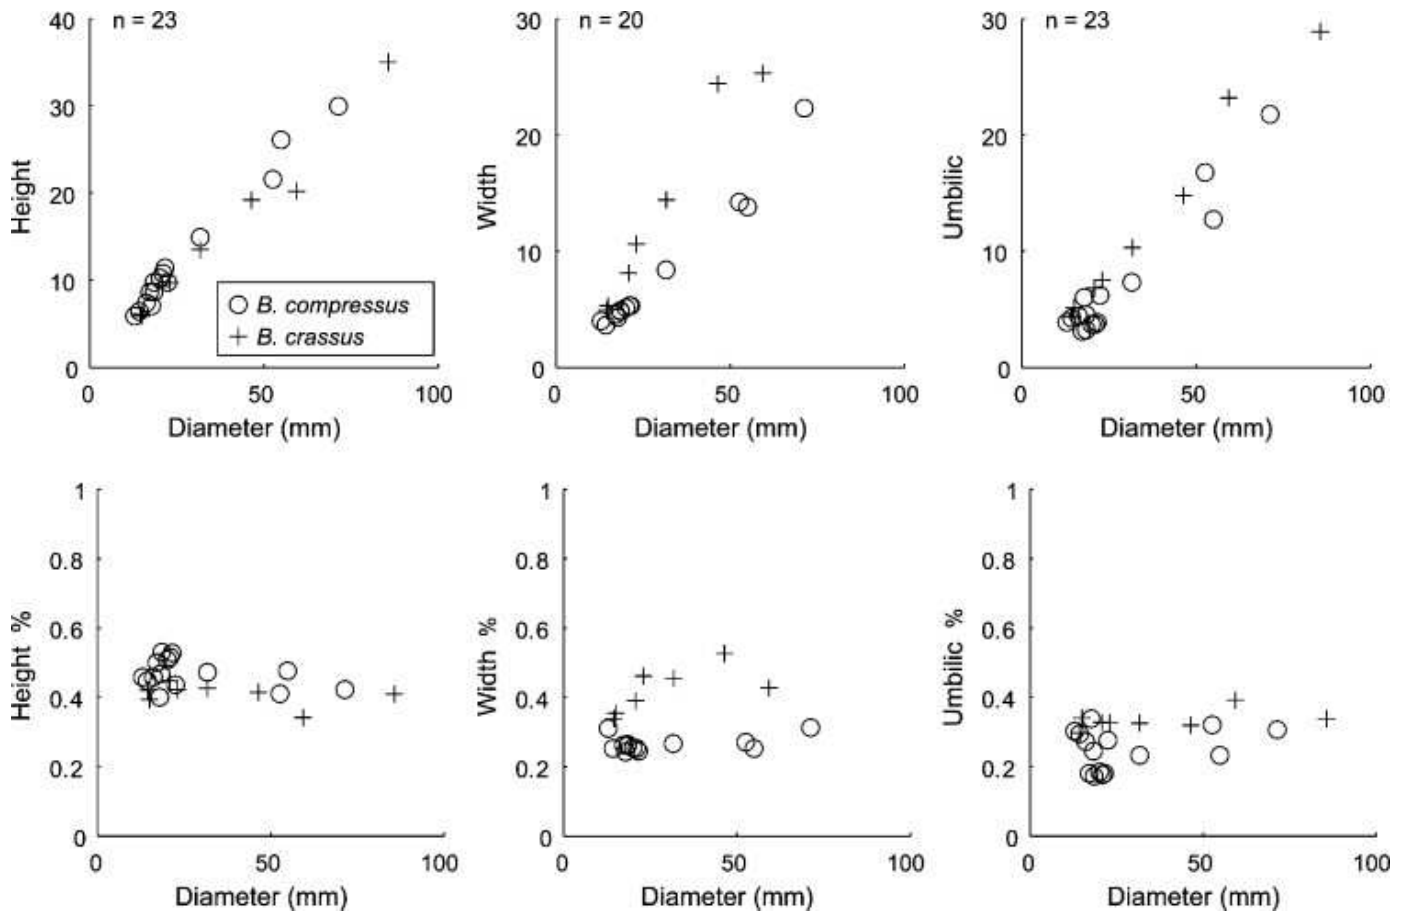 n = 23
Height
40
30
20
10
0
0 50 100
Diameter (mm)
B. compressus
B. crassus
n = 20
Width
30
20
10
0
0 50 100
Diameter (mm)
n = 23
Umbilic
30
20
10
0
0 50 100
Diameter (mm)
Height %
1
0.8
0.6
0.4
0.2
0
0 50 100
Diameter (mm)
Width %
1
0.8
0.6
0.4
0.2
0
0 50 100
Diameter (mm)
Umbilic %
1
0.8
0.6
0.4
0.2
0
0 50 100
Diameter (mm)